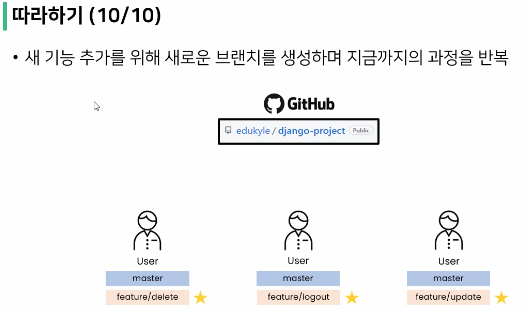 따라하기 (10/10)
• 새 기능 추가를 위해 새로운 브랜치를 생성하며 지금까지의 과정을 반복
GitHub
edukyle / django-project Public
User User User
master master master
feature/delete feature/logout feature/update